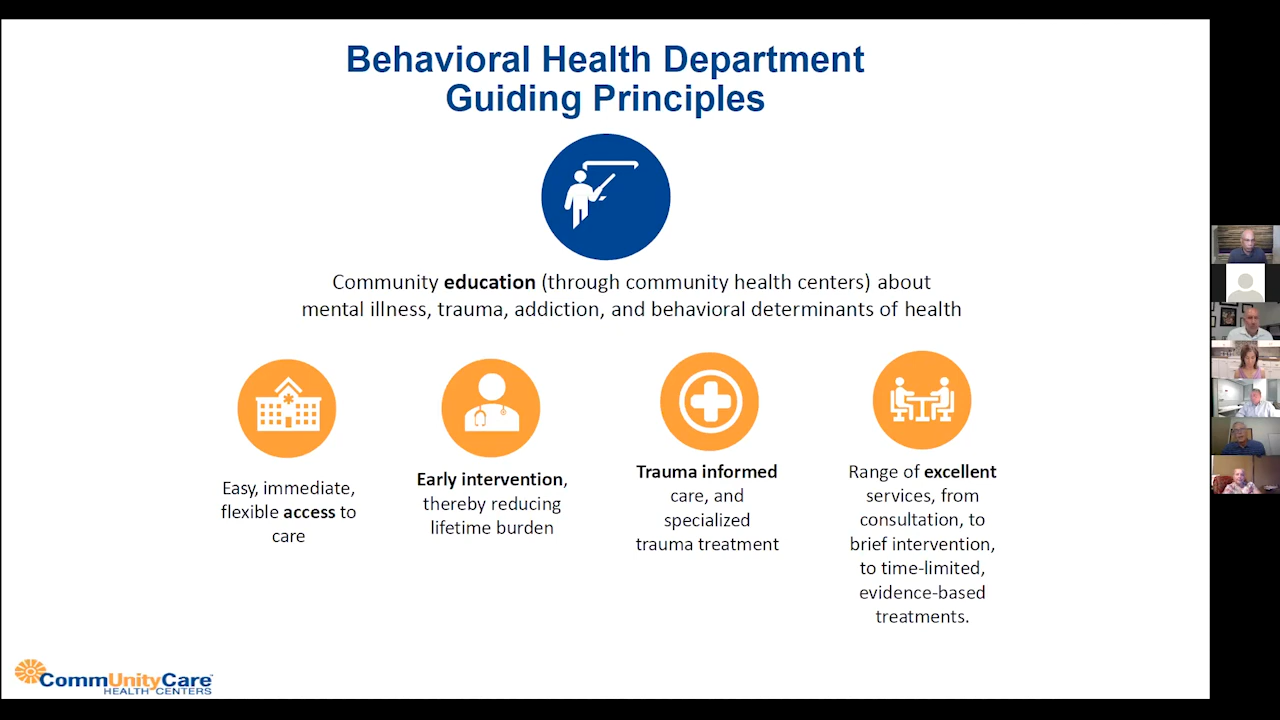 Behavioral Health Department
Guiding Principles
Community education (through community health centers) about
mental illness, trauma, addiction, and behavioral determinants of health
Easy, immediate,
flexible access to
care
Early intervention,
thereby reducing
lifetime burden
Trauma informed
care, and
specialized
trauma treatment
Range of excellent
services, from
consultation, to
brief intervention,
to time-limited,
evidence-based
treatments.
CommUnityCare
HEALTH CENTERS